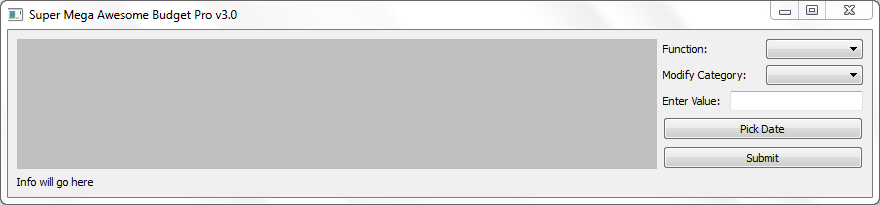 Super Mega Awesome Budget Pro v3.0
Function:
Modify Category:
Enter Value:
Pick Date
Submit
Info will go here